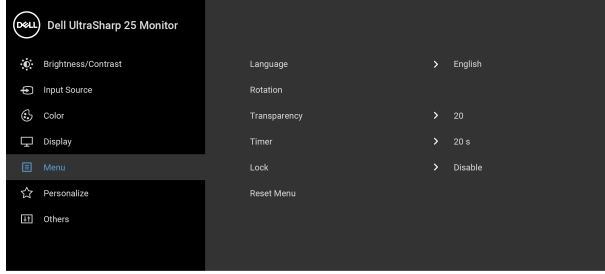 DELL Dell UltraSharp 25 Monitor
Brightness/Contrast
Input Source
Color
Display
Menu
Personalize
Others
Language > English
Rotation
Transparency > 20
Timer > 20 s
Lock > Disable
Reset Menu